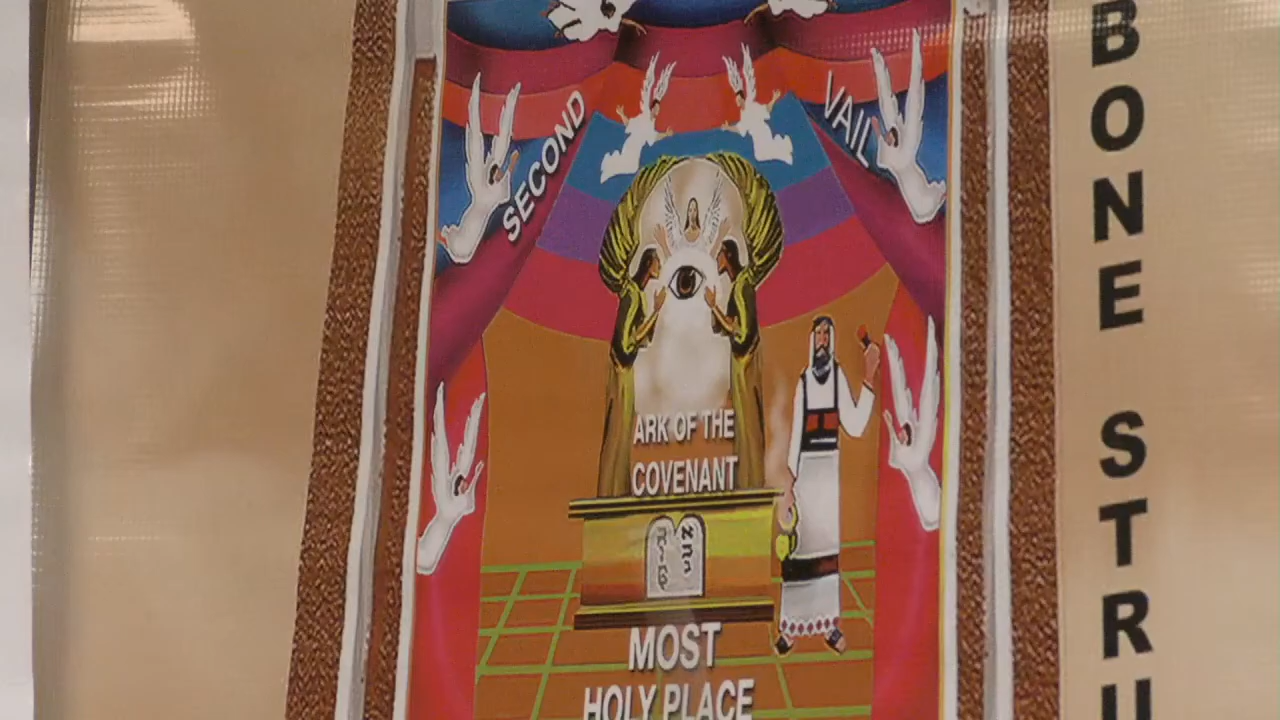 SECOND
VAIL
ARK OF THE
COVENANT
MOST
HOLY PLACE
BONE STRU